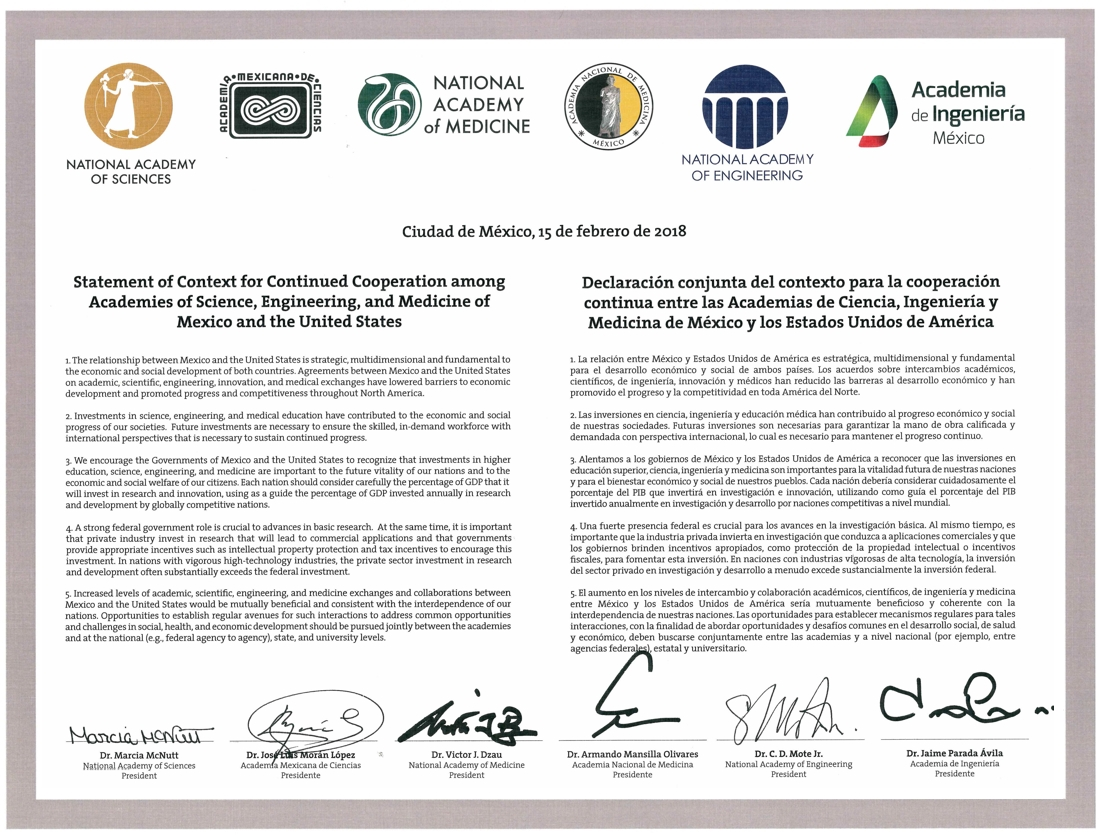 NATIONAL ACADEMY
OF SCIENCES
ACADEMIA•MEXICANA•DE•CIENCIAS
NATIONAL
ACADEMY
of MEDICINE
ACADEMIA NACIONAL DE MEDICINA
MÉXICO
NATIONAL ACADEMY
OF ENGINEERING
Academia
de Ingeniería
México
Ciudad de México, 15 de febrero de 2018
Statement of Context for Continued Cooperation among
Academies of Science, Engineering, and Medicine of
Mexico and the United States
1. The relationship between Mexico and the United States is strategic, multidimensional and fundamental to
the economic and social development of both countries. Agreements between Mexico and the United States
on academic, scientific, engineering, innovation, and medical exchanges have lowered barriers to economic
development and promoted progress and competitiveness throughout North America.
2. Investments in science, engineering, and medical education have contributed to the economic and social
progress of our societies. Future investments are necessary to ensure the skilled, in-demand workforce with
international perspectives that is necessary to sustain continued progress.
3. We encourage the Governments of Mexico and the United States to recognize that investments in higher
education, science, engineering, and medicine are important to the future vitality of our nations and to the
economic and social welfare of our citizens. Each nation should consider carefully the percentage of GDP that it
will invest in research and innovation, using as a guide the percentage of GDP invested annually in research
and development by globally competitive nations.
4. A strong federal government role is crucial to advances in basic research. At the same time, it is important
that private industry invest in research that will lead to commercial applications and that governments
provide appropriate incentives such as intellectual property protection and tax incentives to encourage this
investment. In nations with vigorous high-technology industries, the private sector investment in research
and development often substantially exceeds the federal investment.
5. Increased levels of academic, scientific, engineering, and medicine exchanges and collaborations between
Mexico and the United States would be mutually beneficial and consistent with the interdependence of our
nations. Opportunities to establish regular avenues for such interactions to address common opportunities
and challenges in social, health, and economic development should be pursued jointly between the academies
and at the national (e.g., federal agency to agency), state, and university levels.
Declaración conjunta del contexto para la cooperación
continua entre las Academias de Ciencia, Ingeniería y
Medicina de México y los Estados Unidos de América
1. La relación entre México y Estados Unidos de América es estratégica, multidimensional y fundamental
para el desarrollo económico y social de ambos países. Los acuerdos sobre intercambios académicos,
científicos, de ingeniería, innovación y médicos han reducido las barreras al desarrollo económico y han
promovido el progreso y la competitividad en toda América del Norte.
2. Las inversiones en ciencia, ingeniería y educación médica han contribuido al progreso económico y social
de nuestras sociedades. Futuras inversiones son necesarias para garantizar la mano de obra calificada y
demandada con perspectiva internacional, lo cual es necesario para mantener el progreso continuo.
3. Alentamos a los gobiernos de México y los Estados Unidos de América a reconocer que las inversiones en
educación superior, ciencia, ingeniería y medicina son importantes para la vitalidad futura de nuestras naciones
y para el bienestar económico y social de nuestros pueblos. Cada nación debería considerar cuidadosamente el
porcentaje del PIB que invertirá en investigación e innovación, utilizando como guía el porcentaje del PIB
invertido anualmente en investigación y desarrollo por naciones competitivas a nivel mundial.
4. Una fuerte presencia federal es crucial para los avances en la investigación básica. Al mismo tiempo, es
importante que la industria privada invierta en investigación que conduzca a aplicaciones comerciales y que
los gobiernos brinden incentivos apropiados, como protección de la propiedad intelectual o incentivos
fiscales, para fomentar esta inversión. En naciones con industrias vigorosas de alta tecnología, la inversión
del sector privado en investigación y desarrollo a menudo excede sustancialmente la inversión federal.
5. El aumento en los niveles de intercambio y colaboración académicos, científicos, de ingeniería y medicina
entre México y los Estados Unidos de América sería mutuamente beneficioso y coherente con la
interdependencia de nuestras naciones. Las oportunidades para establecer mecanismos regulares para tales
interacciones, con la finalidad de abordar oportunidades y desafíos comunes en el desarrollo social, de salud
y económico, deben buscarse conjuntamente entre las academias y a nivel nacional (por ejemplo, entre
agencias federales), estatal y universitario.
Marcia McNutt
Dr. Marcia McNutt
National Academy of Sciences
President
Dr. José Luis Morán López
Academia Mexicana de Ciencias
Presidente
Dr. Victor J. Dzau
National Academy of Medicine
President
Dr. Armando Mansilla Olivares
Academia Nacional de Medicina
Presidente
Dr. C. D. Mote Jr.
National Academy of Engineering
President
Dr. Jaime Parada Ávila
Academia de Ingeniería
Presidente